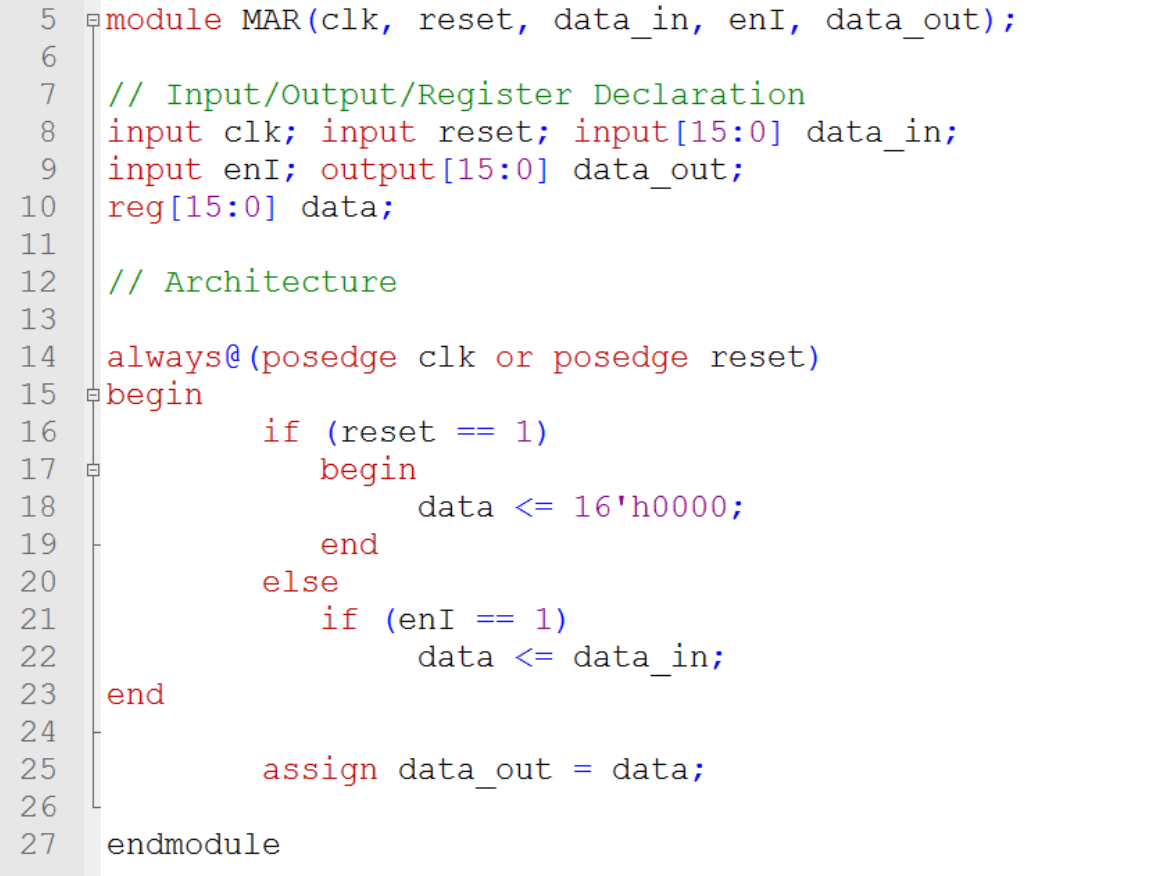 5 module MAR(clk, reset, data_in, enI, data_out);
6
7 // Input/Output/Register Declaration
8 input clk; input reset; input[15:0] data_in;
9 input enI; output[15:0] data_out;
10 reg[15:0] data;
11
12 // Architecture
13
14 always@(posedge clk or posedge reset)
15 begin
16 if (reset == 1)
17 begin
18 data <= 16'h0000;
19 end
20 else
21 if (enI == 1)
22 data <= data_in;
23 end
24
25 assign data_out = data;
26
27 endmodule